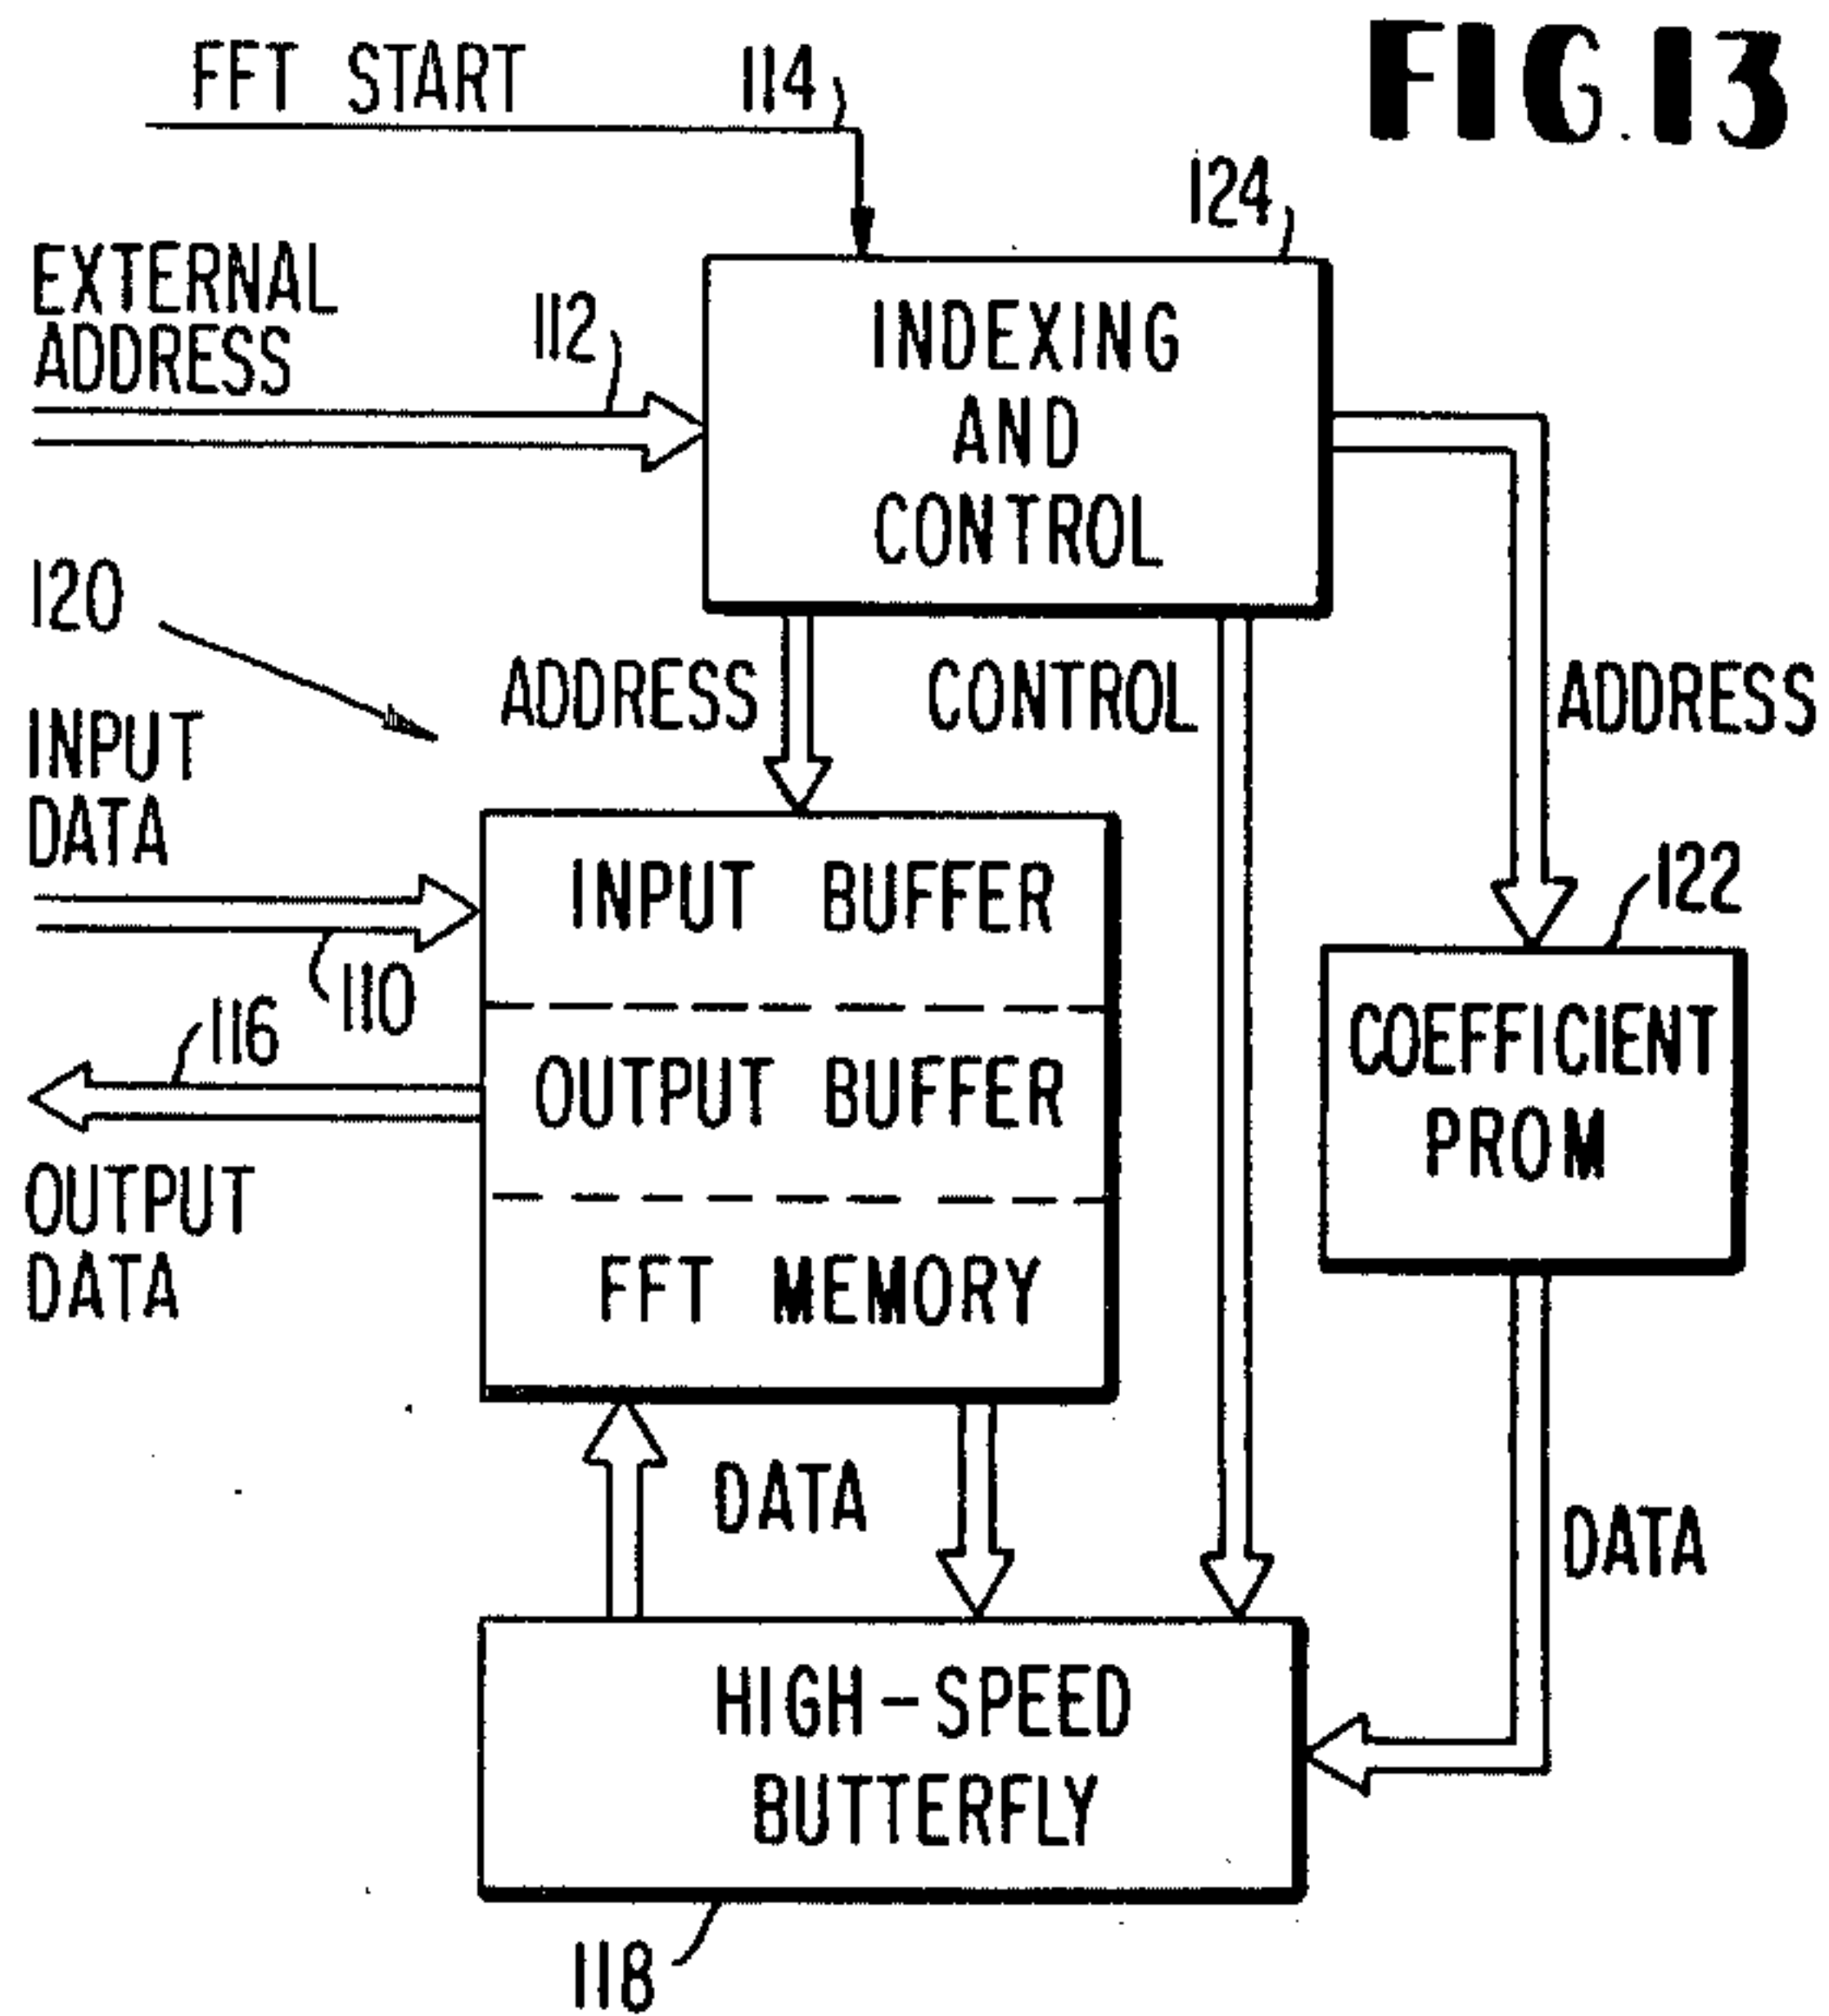 FIG. 13
FFT START
114
124
EXTERNAL
ADDRESS
112
INDEXING
AND
CONTROL
120
ADDRESS
CONTROL
ADDRESS
INPUT
DATA
122
INPUT BUFFER
110
116
COEFFICIENT
PROM
OUTPUT BUFFER
OUTPUT
DATA
FFT MEMORY
DATA
DATA
HIGH-SPEED
BUTTERFLY
118